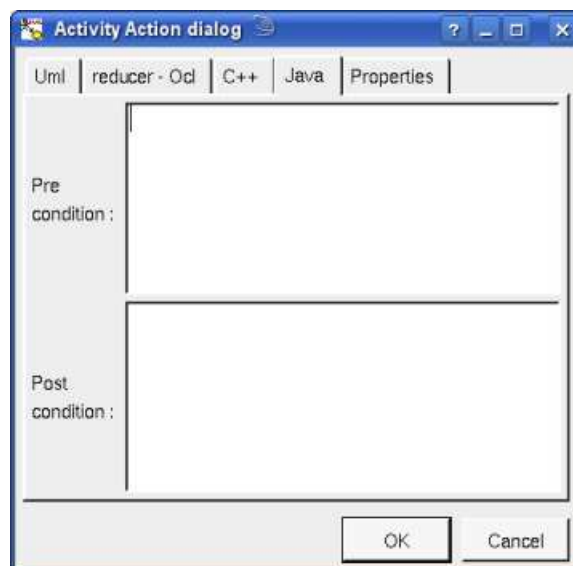 Activity Action dialog
Uml reducer - Ocl C++ Java Properties
Pre
condition :
Post
condition :
OK Cancel